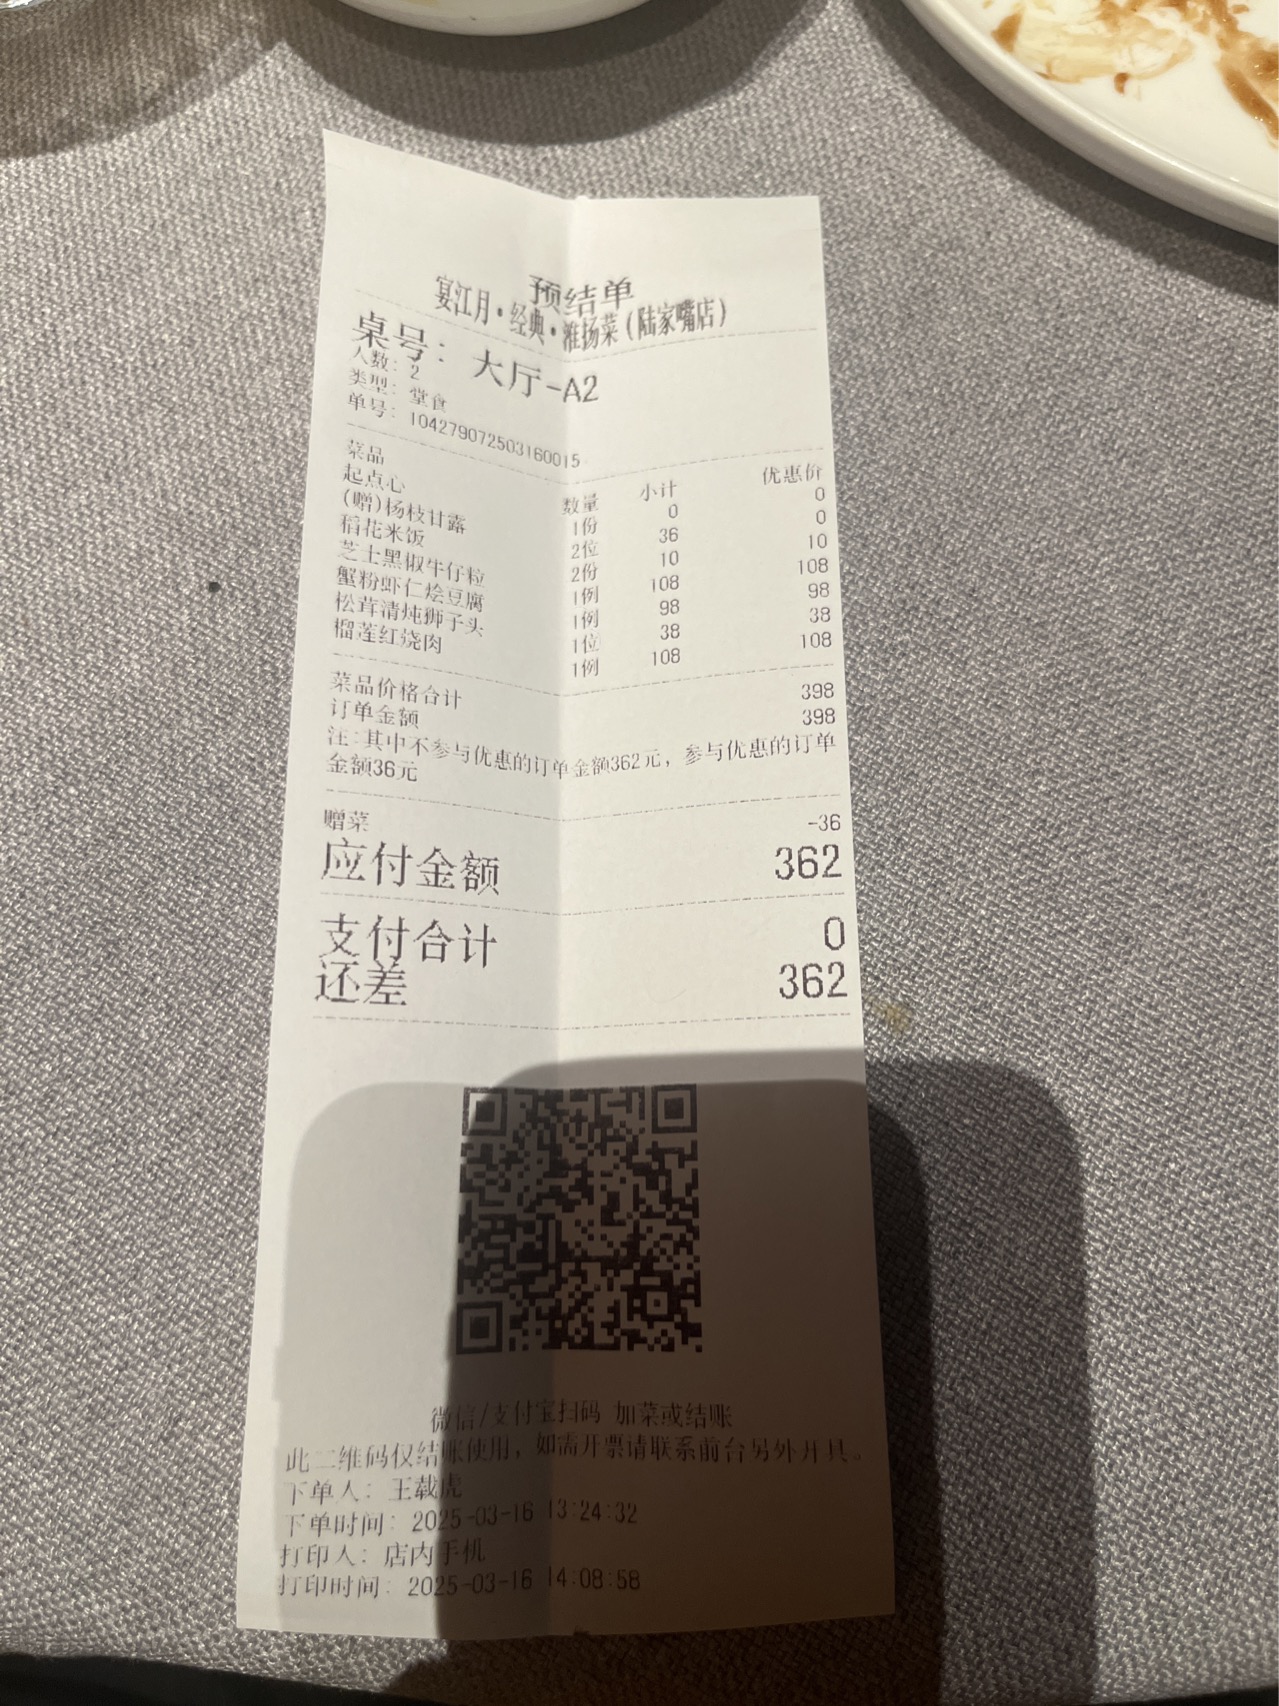 预结单
宴江月·经典·淮扬菜(陆家嘴店)
桌号: 大厅-A2
人数: 2
类型: 堂食
单号: 104279072503160015
菜品 数量 小计 优惠价
起点心 1份 0 0
(赠)杨枝甘露 2位 36 0
稻花米饭 2份 10 10
芝士黑椒牛仔粒 1例 108 108
蟹粉虾仁烩豆腐 1例 98 98
松茸清炖狮子头 1位 38 38
榴莲红烧肉 1例 108 108
菜品价格合计 398
订单金额 398
注:其中不参与优惠的订单金额362元，参与优惠的订单
金额36元
赠菜 -36
应付金额 362
支付合计 0
还差 362
微信/支付宝扫码 加菜或结账
此二维码仅结账使用，如需开票请联系前台另外开具。
下单人: 王载虎
下单时间: 2025-03-16 13:24:32
打印人: 店内手机
打印时间: 2025-03-16 14:08:58